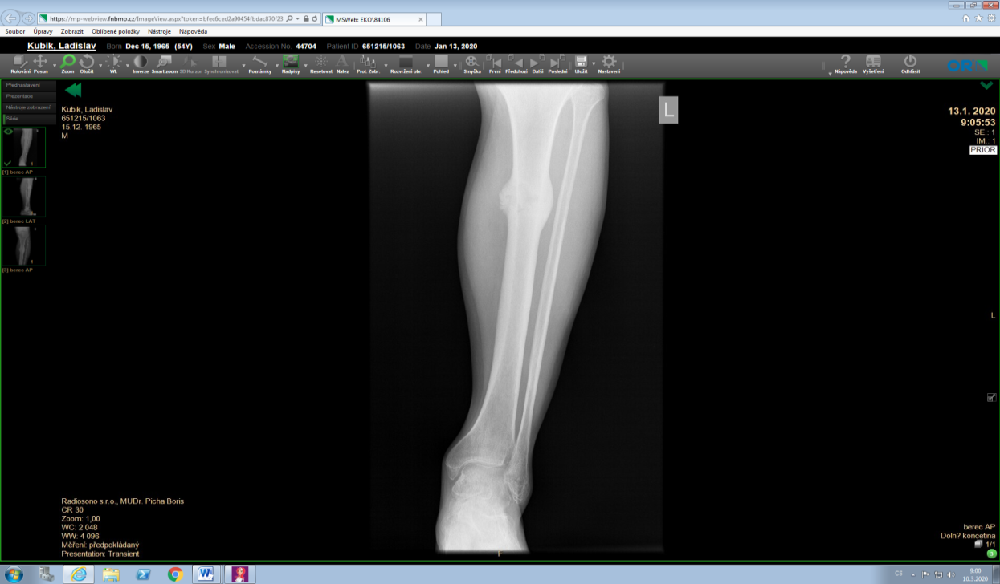 https://mp-webview.fnbrno.cz/ImageView.aspx?token=bfec6ced2a90454fbdac870f23
MSWeb: EKO\84106
Soubor Úpravy Zobrazit Oblíbené položky Nástroje Nápověda
Kubik, Ladislav Born Dec 15, 1965 (54Y) Sex Male Accession No. 44704 Patient ID 651215/1063 Date Jan 13, 2020
Rolování Posun Zoom Otočit WL Inverze Smart zoom 3D Kursor Synchronizovat Poznámky Nadpisy Resetovat Nalez Prot. Zobr. Rozvržení obr. Pohled Smyčka První Předchozí Další Poslední Uložit Nastavení Nápověda Vyšetření Odhlásit
Přednastavení
Prezentace
Nástroje zobrazení
Série
[1] berec AP
[2] berec LAT
[3] berec AP
Kubik, Ladislav
651215/1063
15.12. 1965
M
L
13.1. 2020
9:05:53
SE.: 1
IM.: 1
PRIOR
L
Radiosono s.r.o., MUDr. Picha Boris
CR 30
Zoom: 1,00
WC: 2 048
WW: 4 096
Měření: předpokládaný
Presentation: Transient
F
berec AP
Doln? koncetina
1/1
1
CS
9:00
10.3.2020